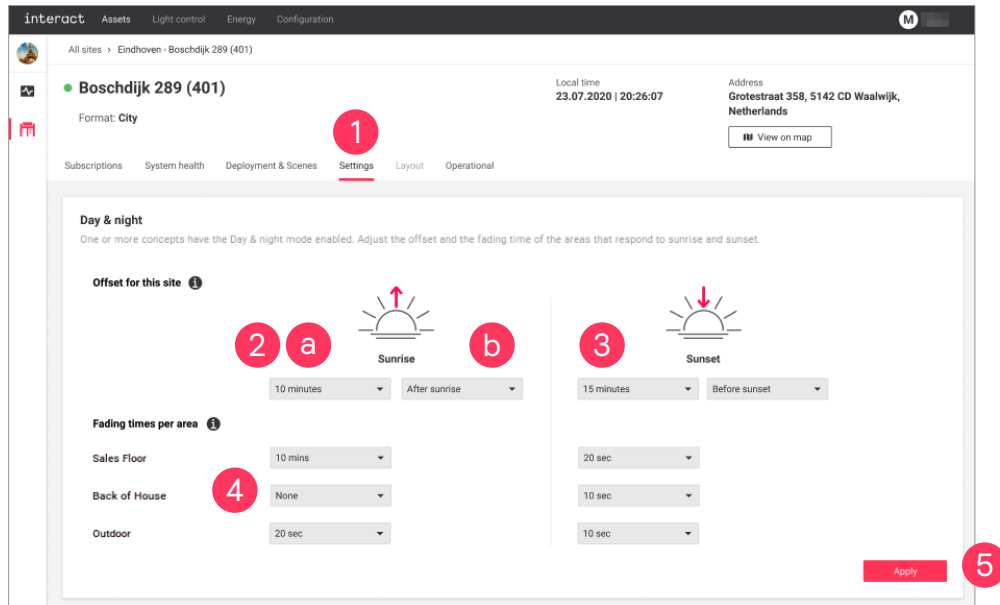 interact Assets Light control Energy Configuration M
All sites > Eindhoven - Boschdijk 289 (401)
Boschdijk 289 (401)
Format: City
Local time
23.07.2020 | 20:26:07
Address
Grotestraat 358, 5142 CD Waalwijk,
Netherlands
View on map
1
Subscriptions System health Deployment & Scenes Settings Layout Operational
Day & night
One or more concepts have the Day & night mode enabled. Adjust the offset and the fading time of the areas that respond to sunrise and sunset.
Offset for this site i
2 a b 3
Sunrise Sunset
10 minutes After sunrise 15 minutes Before sunset
Fading times per area i
Sales Floor 10 mins 20 sec
4
Back of House None 10 sec
Outdoor 20 sec 10 sec
Apply 5